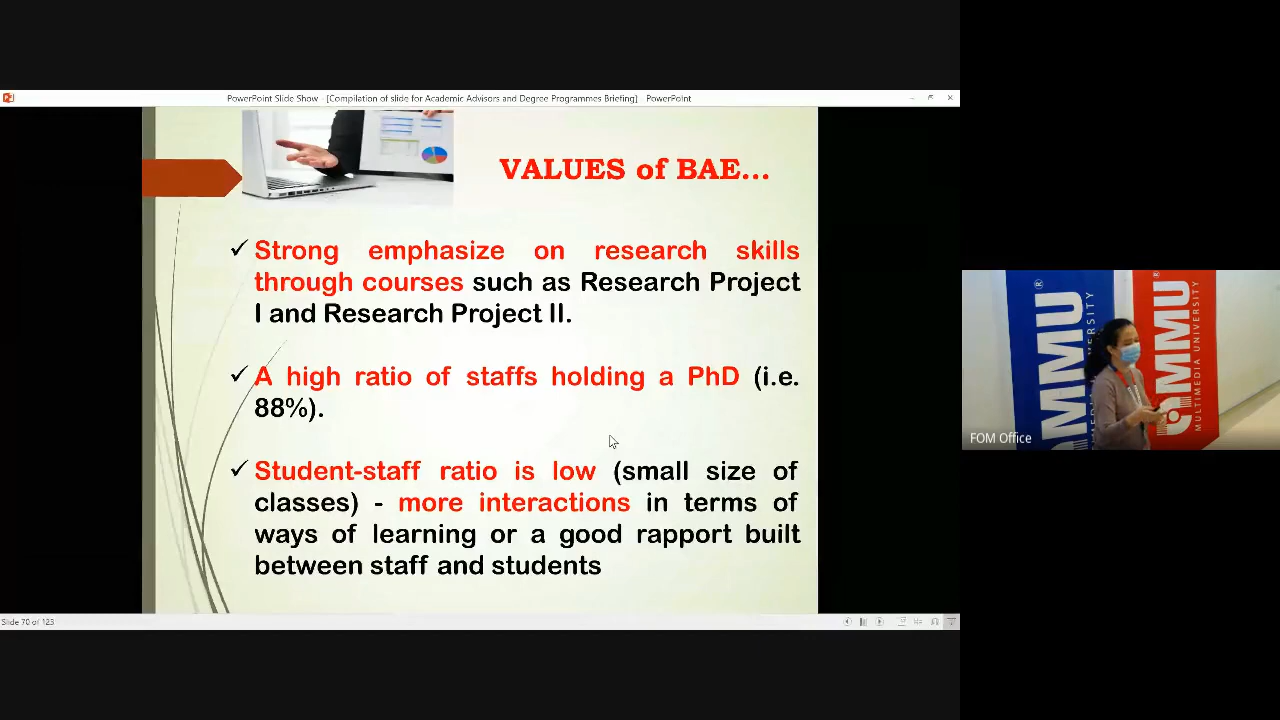 PowerPoint Slide Show - [Compilation of slide for Academic Advisors and Degree Programmes Briefing] - PowerPoint
VALUES of BAE...
✓ Strong emphasize on research skills
through courses such as Research Project
I and Research Project II.
✓ A high ratio of staffs holding a PhD (i.e.
88%).
✓ Student-staff ratio is low (small size of
classes) - more interactions in terms of
ways of learning or a good rapport built
between staff and students
Slide 70 of 123
MMU®
MMU®
MULTIMEDIA UNIVERSITY
FOM Office